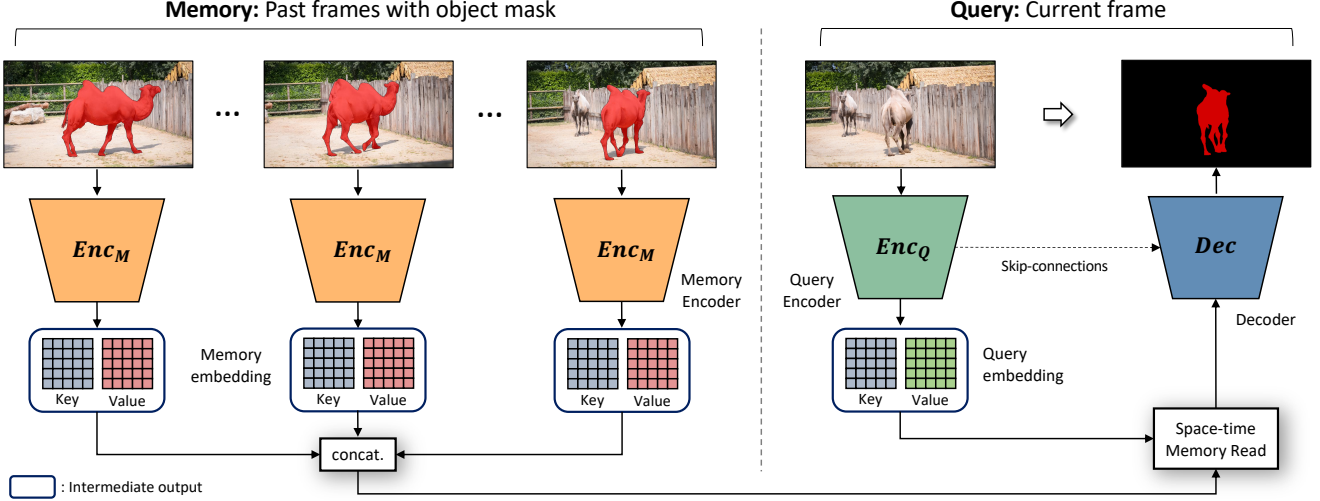 Memory: Past frames with object mask
Query: Current frame
...
...
Enc_M
Enc_M
Enc_M
Enc_Q
Dec
Skip-connections
Memory
Encoder
Query
Encoder
Decoder
Memory
embedding
Query
embedding
Key Value
Key Value
Key Value
Key Value
concat.
Space-time
Memory Read
: Intermediate output